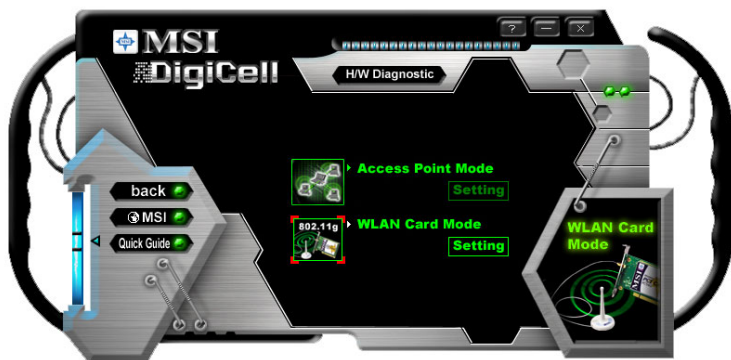 ? — X
MSI
DigiCell
H/W Diagnostic
Access Point Mode
Setting
802.11g
WLAN Card Mode
Setting
back
MSI
Quick Guide
WLAN Card
Mode
MSI